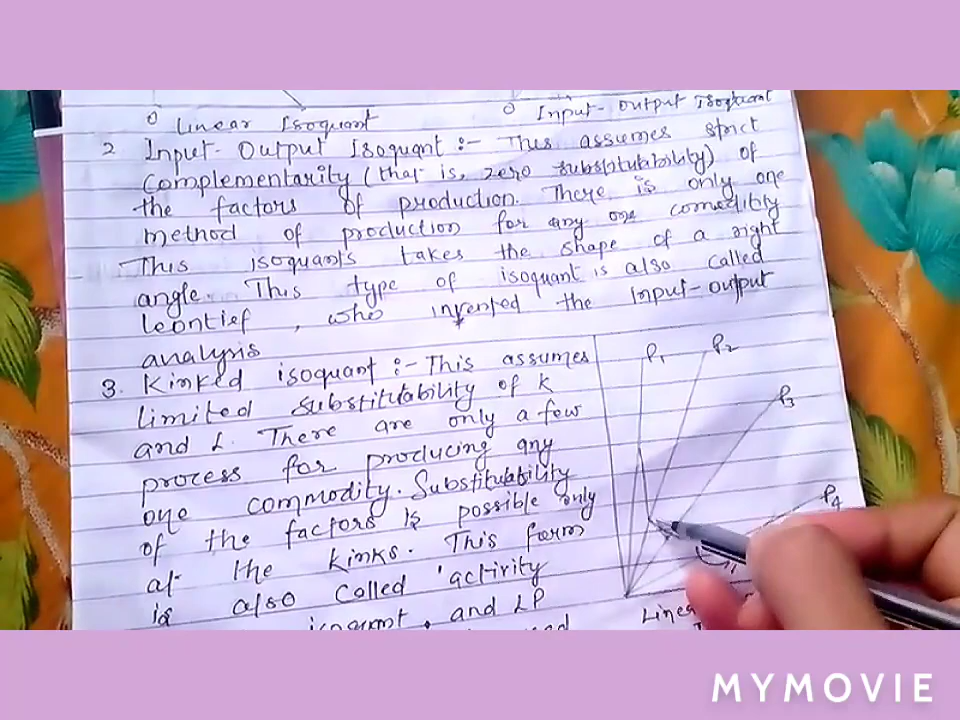 O Linear Isoquant
O Input-Output Isoquant
2 Input-Output Isoquant :- This assumes strict
complementarity (that is, zero substitutability) of
the factors of production. There is only one
method of production for any one comodibly
This isoquants takes the shape of a right
angle. This type of isoquant is also called
leontief, who invented the Input-output
analysis
3. Kinked isoquant :- This assumes
limited substitutability of K
and L. There are only a few
process for producing any
one commodity. Substitutability
of the factors is possible only
at the kinks. This form
is also called 'activity
isoquant, and LP
P1
P2
P3
P4
MYMOVIE